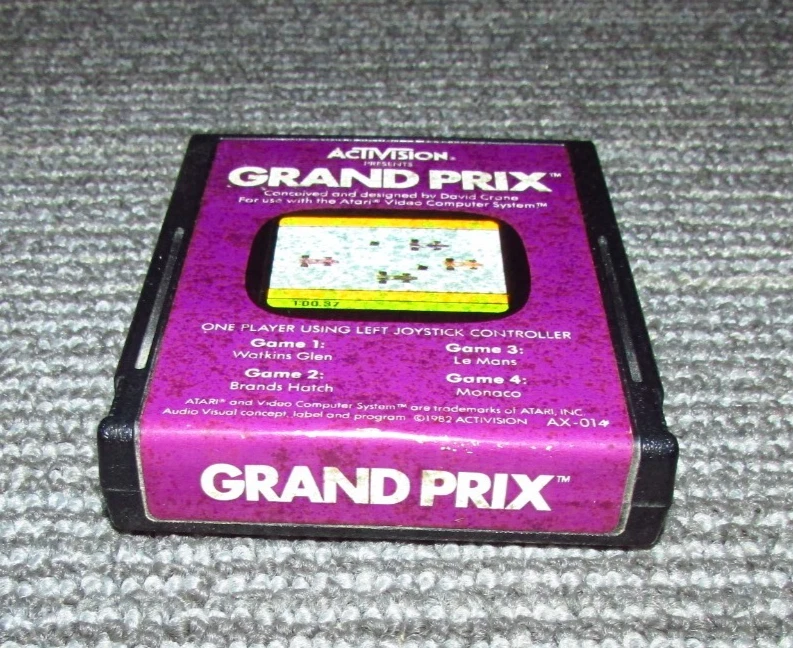 ACTIVISION®
PRESENTS
GRAND PRIX™
Conceived and designed by David Crane
For use with the Atari® Video Computer System™
1:00.37
ONE PLAYER USING LEFT JOYSTICK CONTROLLER
Game 1: Game 3:
Watkins Glen Le Mans
Game 2: Game 4:
Brands Hatch Monaco
ATARI® and Video Computer System™ are trademarks of ATARI, INC.
Audio Visual concept, label and program ©1982 ACTIVISION AX-014
GRAND PRIX™